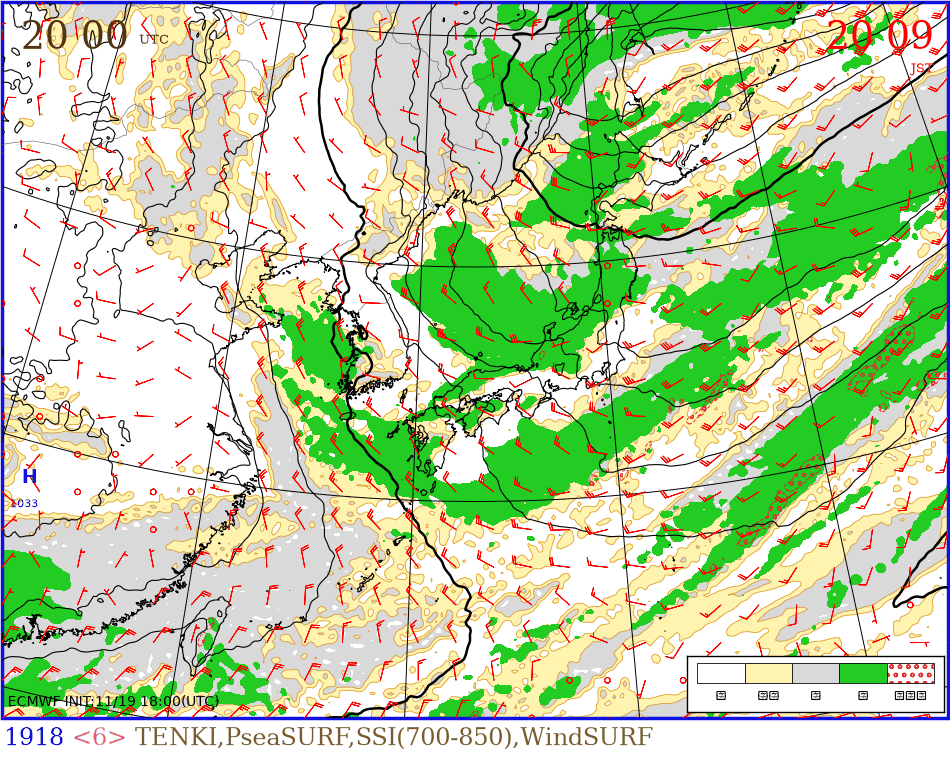 20 00 UTC
20 09
JST
H
1033
ECMWF INIT:11/19 18:00(UTC)
1918 <6> TENKI,PseaSURF,SSI(700-850),WindSURF